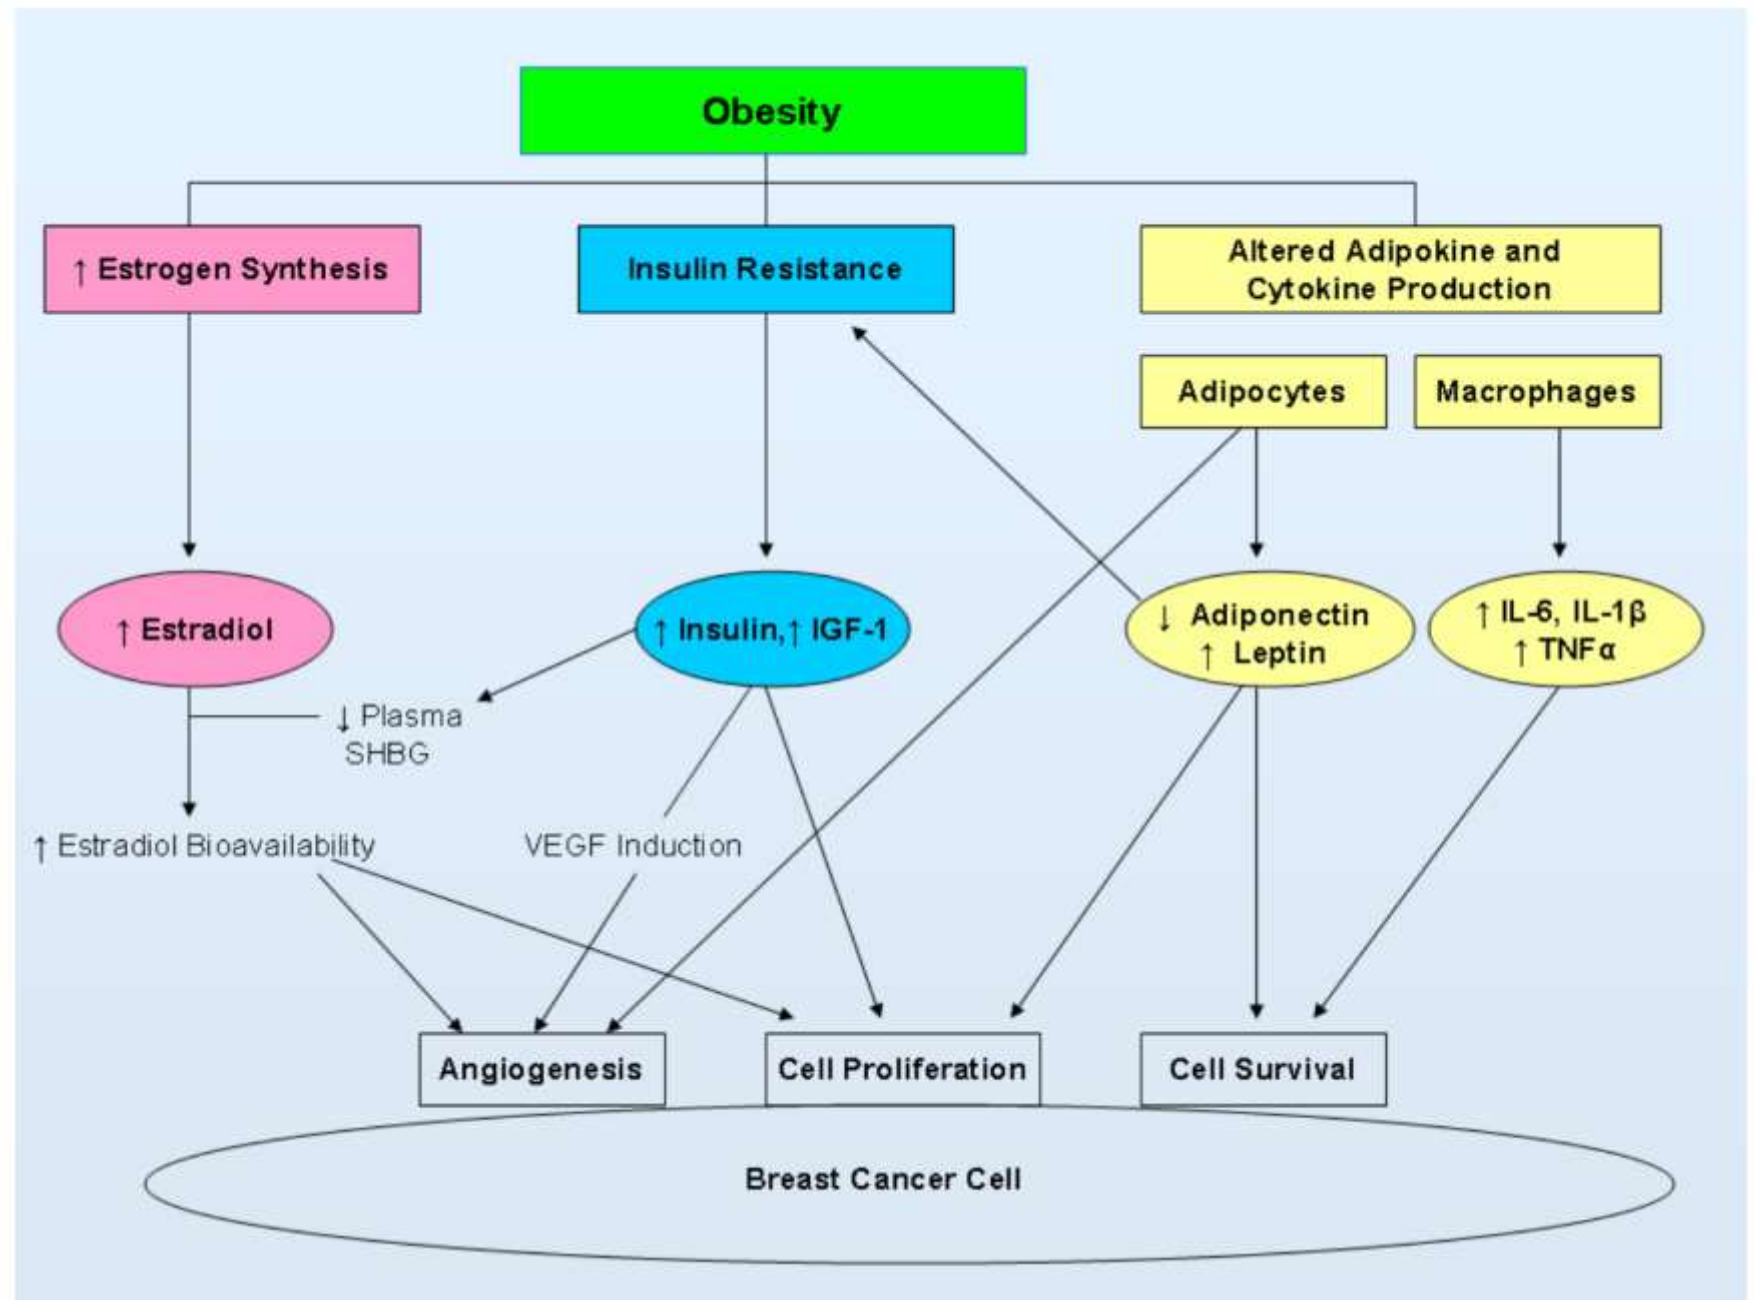 Obesity
↑ Estrogen Synthesis
Insulin Resistance
Altered Adipokine and
Cytokine Production
Adipocytes
Macrophages
↑ Estradiol
↑ Insulin,↑ IGF-1
↓ Adiponectin
↑ Leptin
↑ IL-6, IL-1β
↑ TNFα
↓ Plasma
SHBG
↑ Estradiol Bioavailability
VEGF Induction
Angiogenesis
Cell Proliferation
Cell Survival
Breast Cancer Cell